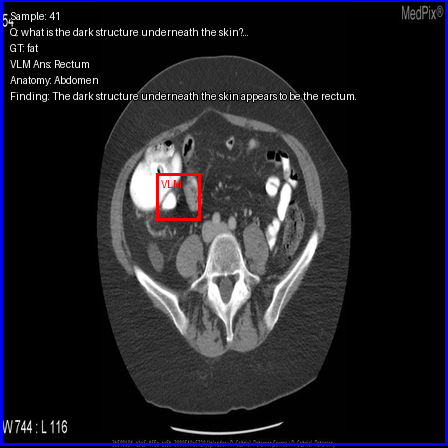 MedPix®
54
Sample: 41
Q: what is the dark structure underneath the skin?...
GT: fat
VLM Ans: Rectum
Anatomy: Abdomen
Finding: The dark structure underneath the skin appears to be the rectum.
VLM
W 744 : L 116